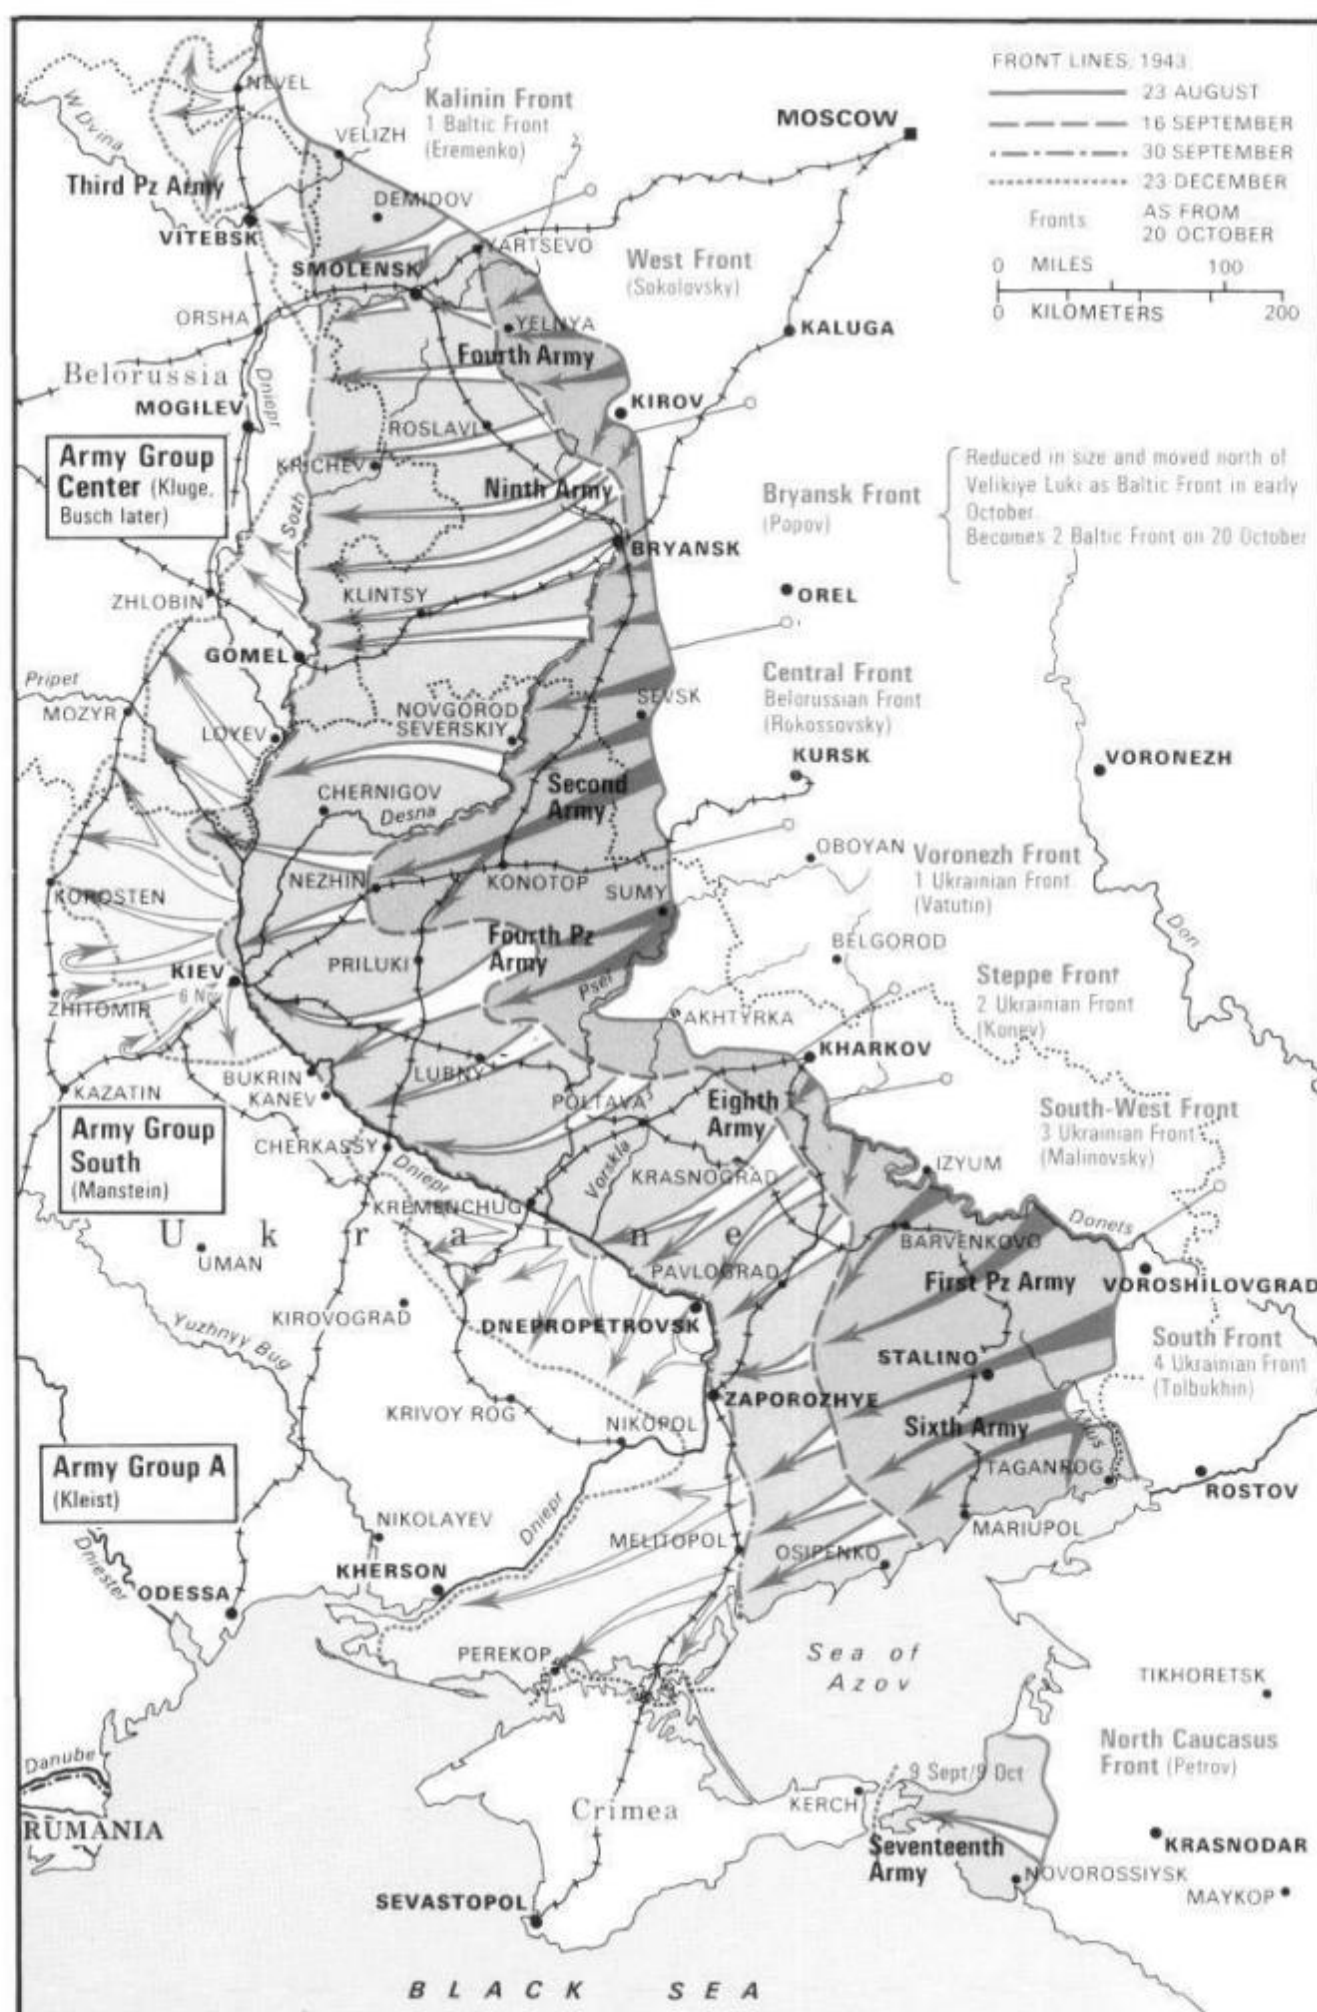 FRONT LINES, 1943
23 AUGUST
16 SEPTEMBER
30 SEPTEMBER
23 DECEMBER
Fronts
AS FROM
20 OCTOBER
0 MILES 100
0 KILOMETERS 200
NEVEL
W Dvina
Kalinin Front
1 Baltic Front
(Eremenko)
MOSCOW
VELIZH
Third Pz Army
DEMIDOV
VITEBSK
YARTSEVO
West Front
(Sokolovsky)
SMOLENSK
ORSHA
YELNYA
KALUGA
Fourth Army
Belorussia
Dniepr
MOGILEV
KIROV
ROSLAVL
Army Group
Center (Kluge,
Busch later)
KRICHEV
Ninth Army
Sozh
Bryansk Front
(Popov)
Reduced in size and moved north of
Velikiye Luki as Baltic Front in early
October.
Becomes 2 Baltic Front on 20 October
BRYANSK
ZHLOBIN
KLINTSY
OREL
GOMEL
Pripet
MOZYR
Central Front
Belorussian Front
(Rokossovsky)
SEVSK
LOYEV
NOVGOROD
SEVERSKIY
KURSK
VORONEZH
Second
Army
CHERNIGOV
Desna
OBOYAN
Voronezh Front
1 Ukrainian Front
(Vatutin)
KOROSTEN
NEZHIN
KONOTOP
SUMY
Don
Fourth Pz
Army
BELGOROD
KIEV
6 Nov
PRILUKI
Psel
Steppe Front
2 Ukrainian Front
(Konev)
ZHITOMIR
AKHTYRKA
KHARKOV
BUKRIN
KANEV
LUBNY
KAZATIN
POLTAVA
Eighth
Army
South-West Front
3 Ukrainian Front
(Malinovsky)
Army Group
South
(Manstein)
CHERKASSY
Dniepr
Vorskla
KRASNOGRAD
IZYUM
KREMENCHUG
Donets
Ukraine
UMAN
BARVENKOVO
PAVLOGRAD
First Pz Army
VOROSHILOVGRAD
Yuzhnyy Bug
KIROVOGRAD
DNEPROPETROVSK
South Front
4 Ukrainian Front
(Tolbukhin)
STALINO
KRIVOY ROG
ZAPOROZHYE
NIKOPOL
Sixth Army
Mius
Army Group A
(Kleist)
TAGANROG
ROSTOV
NIKOLAYEV
Dniepr
MELITOPOL
MARIUPOL
OSIPENKO
Dniester
KHERSON
ODESSA
PEREKOP
Sea of
Azov
TIKHORETSK
Danube
North Caucasus
Front (Petrov)
RUMANIA
9 Sept/9 Oct
KERCH
Crimea
Seventeenth
Army
KRASNODAR
NOVOROSSIYSK
MAYKOP
SEVASTOPOL
BLACK SEA